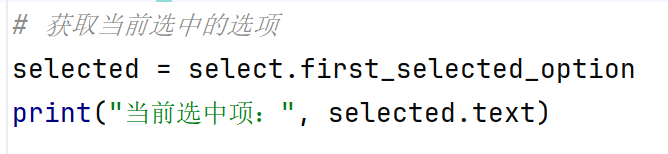 # 获取当前选中的选项
selected = select.first_selected_option
print("当前选中项：", selected.text)